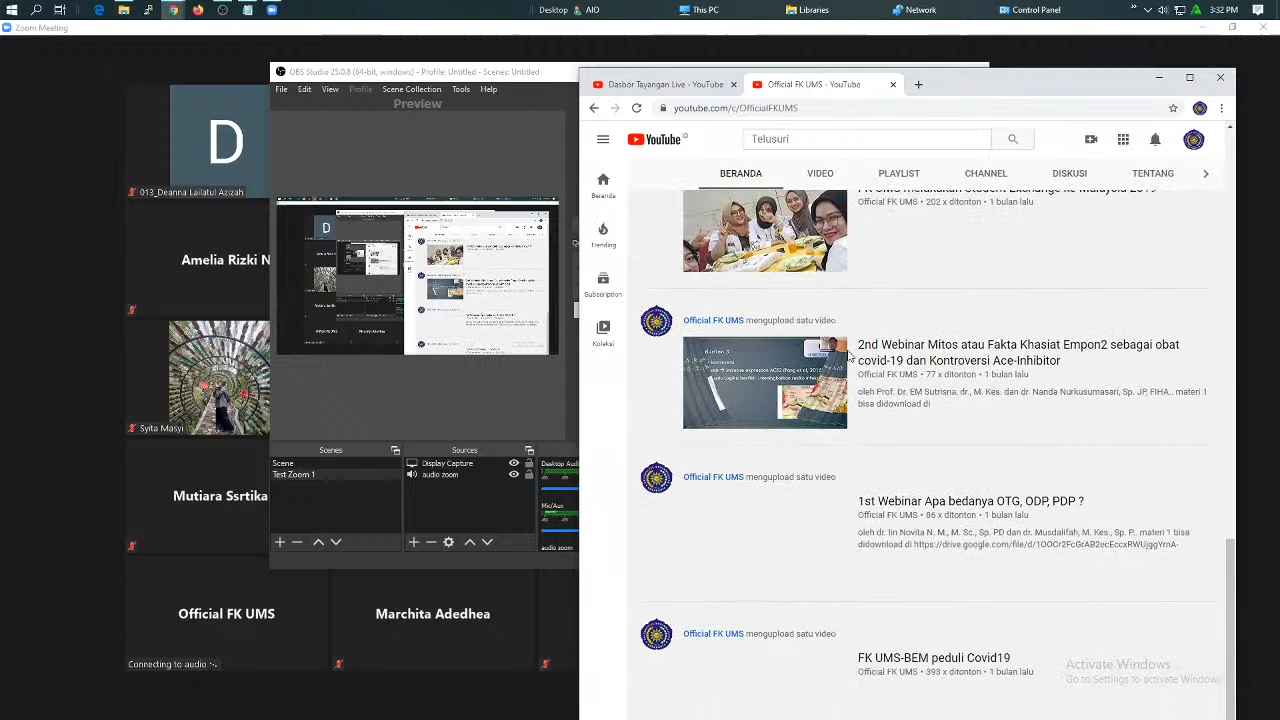 Desktop
AIO
This PC
Libraries
Network
Control Panel
3:32 PM
Zoom Meeting
D
013_Deanna Lailatul Azizah
Amelia Rizki N
Syita Masyi
Mutiara Ssrtika
Official FK UMS
Connecting to audio
Marchita Adedhea
OBS Studio 25.0.8 (64-bit, windows) - Profile: Untitled - Scenes: Untitled
File Edit View Profile Scene Collection Tools Help
Preview
Scenes
Scene
Test Zoom 1
Sources
Display Capture
audio zoom
Desktop Aud
Mic/Aux
audio zoom
Dasbor Tayangan Live - YouTube
Official FK UMS - YouTube
youtube.com/c/OfficialFKUMS
YouTube ID
Telusuri
BERANDA VIDEO PLAYLIST CHANNEL DISKUSI TENTANG
Beranda
Trending
Subscription
Koleksi
Official FK UMS • 202 x ditonton • 1 bulan lalu
Official FK UMS mengupload satu video
2nd Webinar Mitos atau Fakta Khasiat Empon2 sebagai obat
covid-19 dan Kontroversi Ace-Inhibitor
Official FK UMS • 77 x ditonton • 1 bulan lalu
oleh Prof. Dr. EM Sutrisna, dr., M. Kes. dan dr. Nanda Nurkusumasari, Sp. JP, FIHA.. materi 1
bisa didownload di
Official FK UMS mengupload satu video
1st Webinar Apa bedanya OTG, ODP, PDP ?
Official FK UMS • 86 x ditonton • 1 bulan lalu
oleh dr. Iin Novita N. M., M. Sc., Sp. PD dan dr. Musdalifah, M. Kes., Sp. P.. materi 1 bisa
Official FK UMS mengupload satu video
FK UMS-BEM peduli Covid19
Official FK UMS • 393 x ditonton • 1 bulan lalu
Activate Windows
Go to Settings to activate Windows